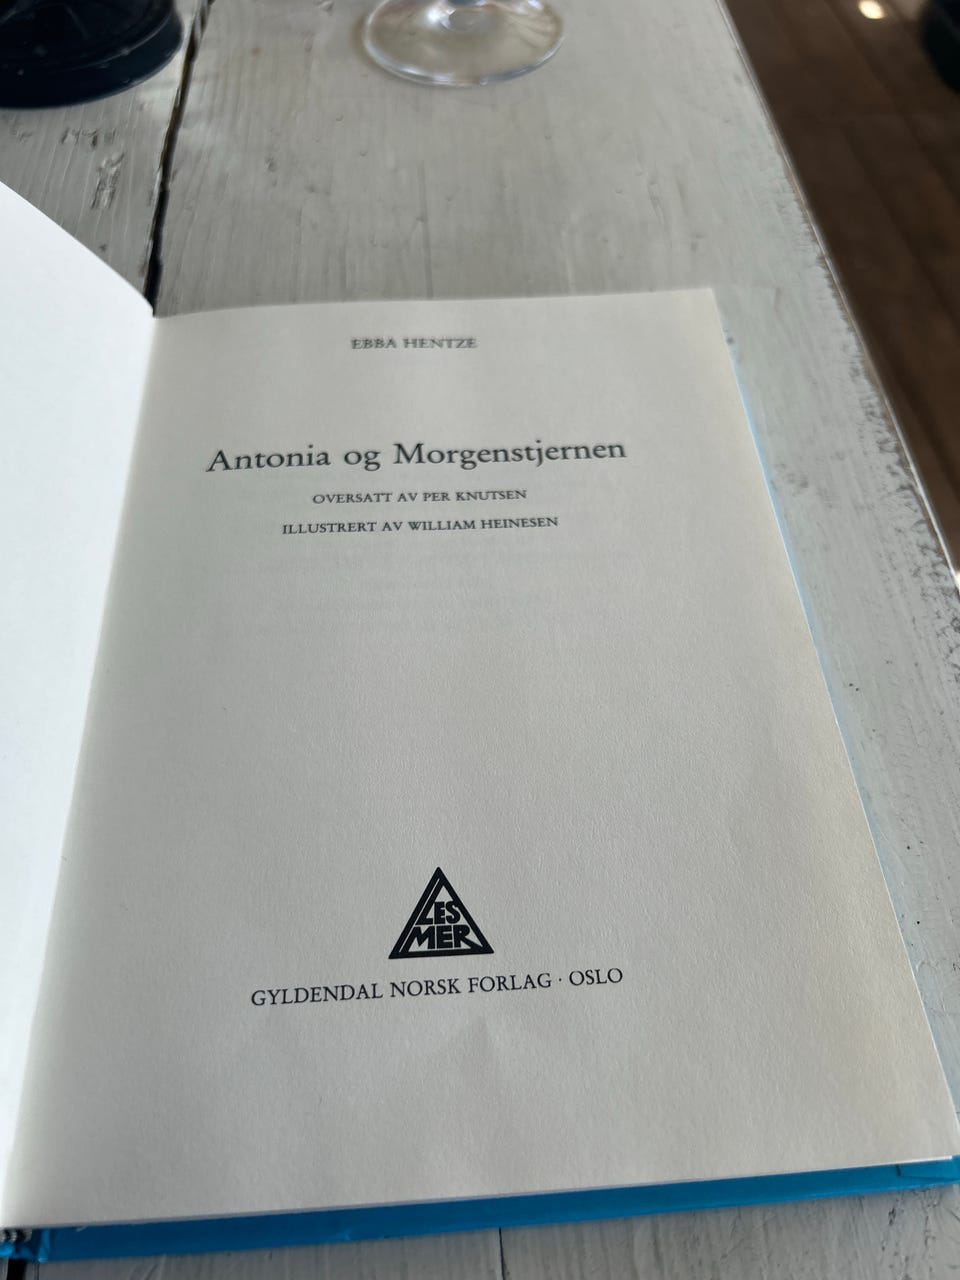 EBBA HENTZE
Antonia og Morgenstjernen
OVERSATT AV PER KNUTSEN
ILLUSTRERT AV WILLIAM HEINESEN
LES
MER
GYLDENDAL NORSK FORLAG · OSLO